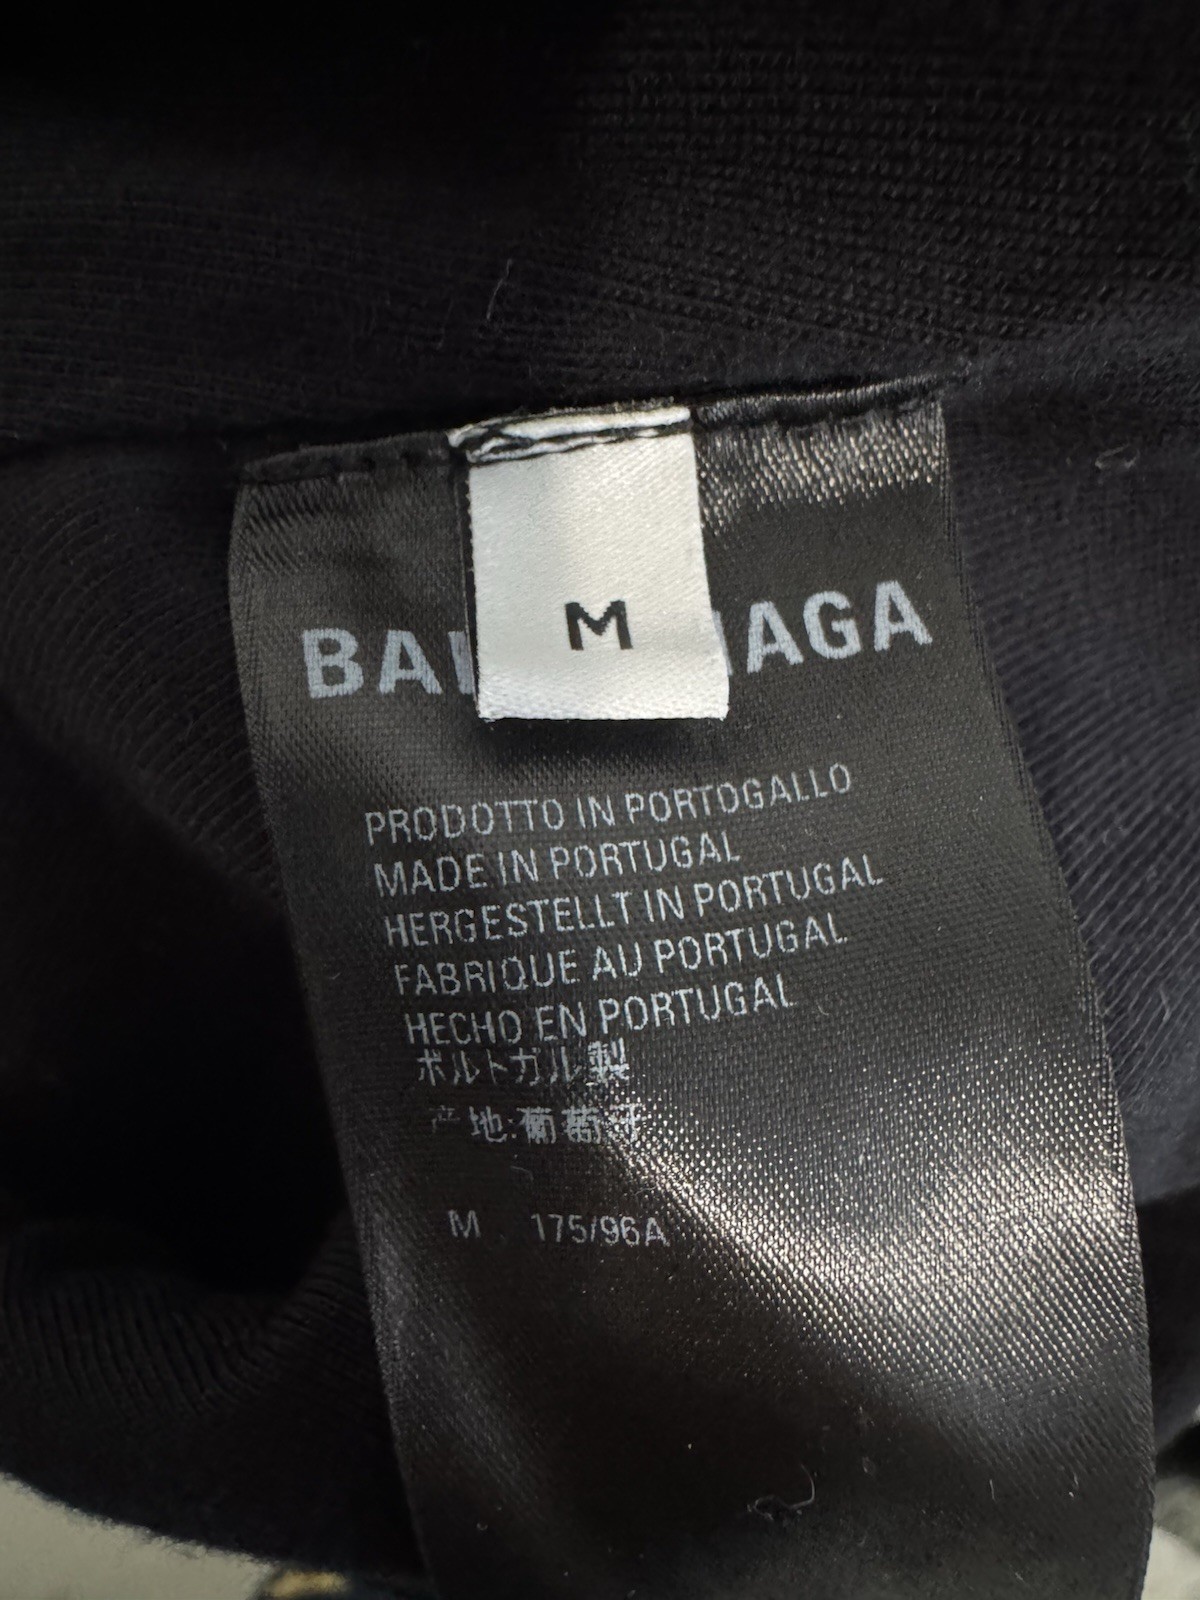 M
BAL NIAGA
PRODOTTO IN PORTOGALLO
MADE IN PORTUGAL
HERGESTELLT IN PORTUGAL
FABRIQUE AU PORTUGAL
HECHO EN PORTUGAL
ポルトガル製
产地:葡萄牙
M 175/96A